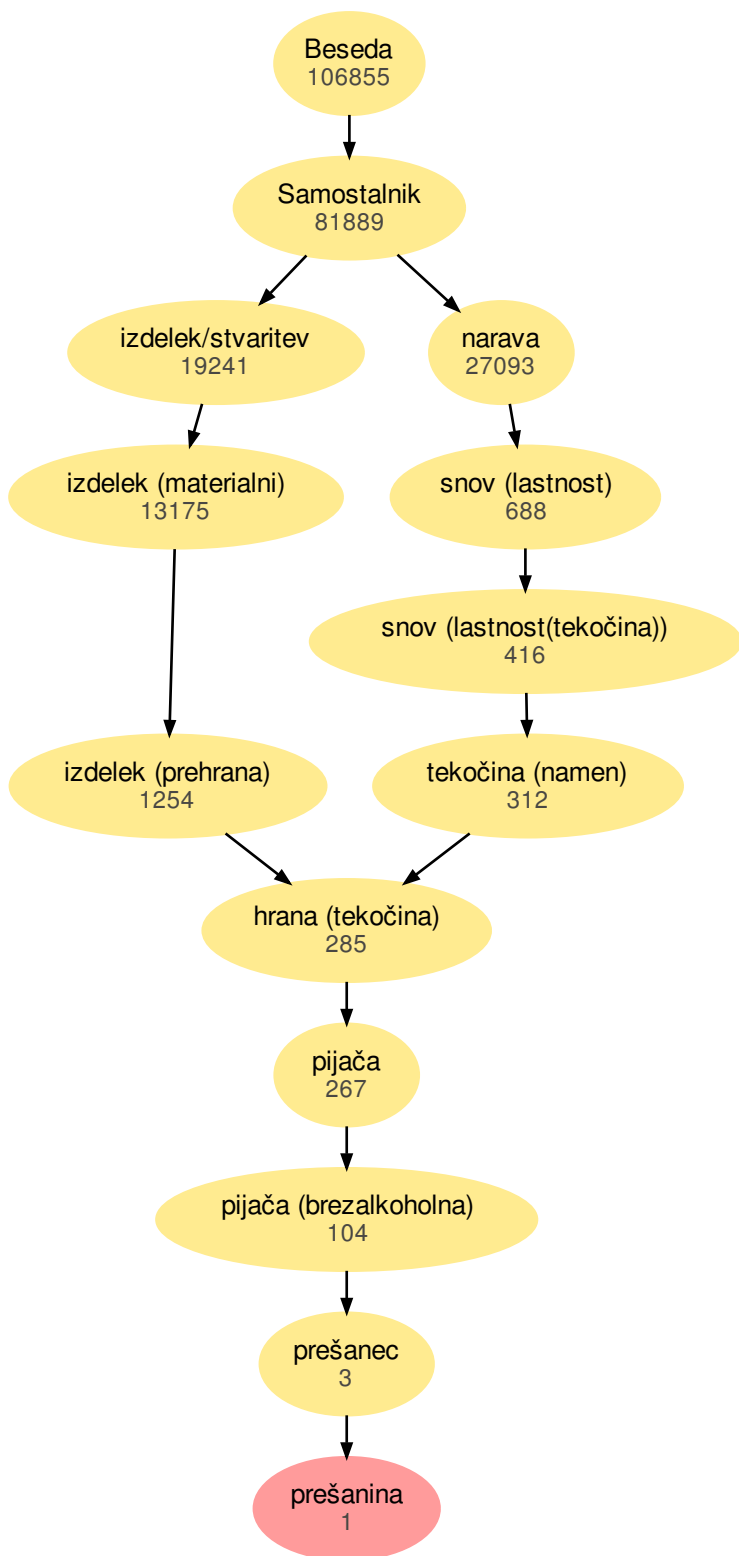 Beseda
106855
Samostalnik
81889
izdelek/stvaritev
19241
narava
27093
izdelek (materialni)
13175
snov (lastnost)
688
snov (lastnost(tekočina))
416
izdelek (prehrana)
1254
tekočina (namen)
312
hrana (tekočina)
285
pijača
267
pijača (brezalkoholna)
104
prešanec
3
prešanina
1